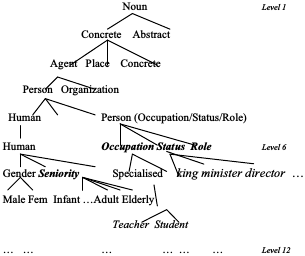 Noun Level 1
Concrete Abstract
Agent Place Concrete
Person Organization
Human Person (Occupation/Status/Role)
Human Occupation Status Role Level 6
Gender Seniority Specialised king minister director …
Male Fem Infant …Adult Elderly
Teacher Student
… … … … … … Level 12